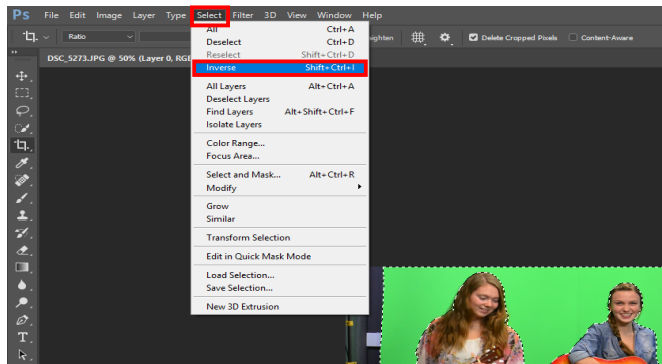 Ps File Edit Image Layer Type Select Filter 3D View Window Help
Ratio
Delete Cropped Pixels Content-Aware
DSC_5273.JPG @ 50% (Layer 0, RGB
All Ctrl+A
Deselect Ctrl+D
Reselect Shift+Ctrl+D
Inverse Shift+Ctrl+I
All Layers Alt+Ctrl+A
Deselect Layers
Find Layers Alt+Shift+Ctrl+F
Isolate Layers
Color Range...
Focus Area...
Select and Mask... Alt+Ctrl+R
Modify
Grow
Similar
Transform Selection
Edit in Quick Mask Mode
Load Selection...
Save Selection...
New 3D Extrusion
T